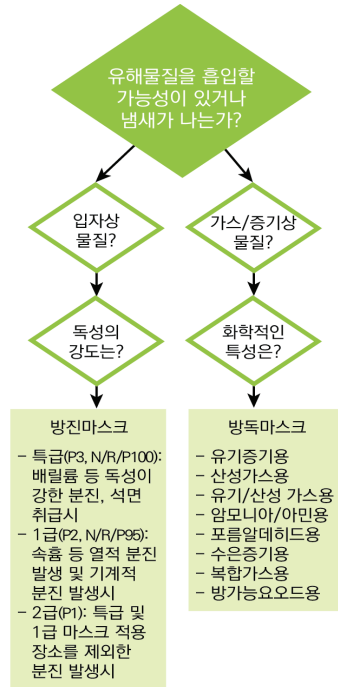 유해물질을 흡입할
가능성이 있거나
냄새가 나는가?
입자상
물질?
가스/증기상
물질?
독성의
강도는?
화학적인
특성은?
방진마스크
- 특급(P3, N/R/P100):
배릴륨 등 독성이
강한 분진, 석면
취급시
- 1급(P2, N/R/P95):
속흄 등 열적 분진
발생 및 기계적
분진 발생시
- 2급(P1): 특급 및
1급 마스크 적용
장소를 제외한
분진 발생시
방독마스크
- 유기증기용
- 산성가스용
- 유기/산성 가스용
- 암모니아/아민용
- 포름알데히드용
- 수은증기용
- 복합가스용
- 방가능요오드용